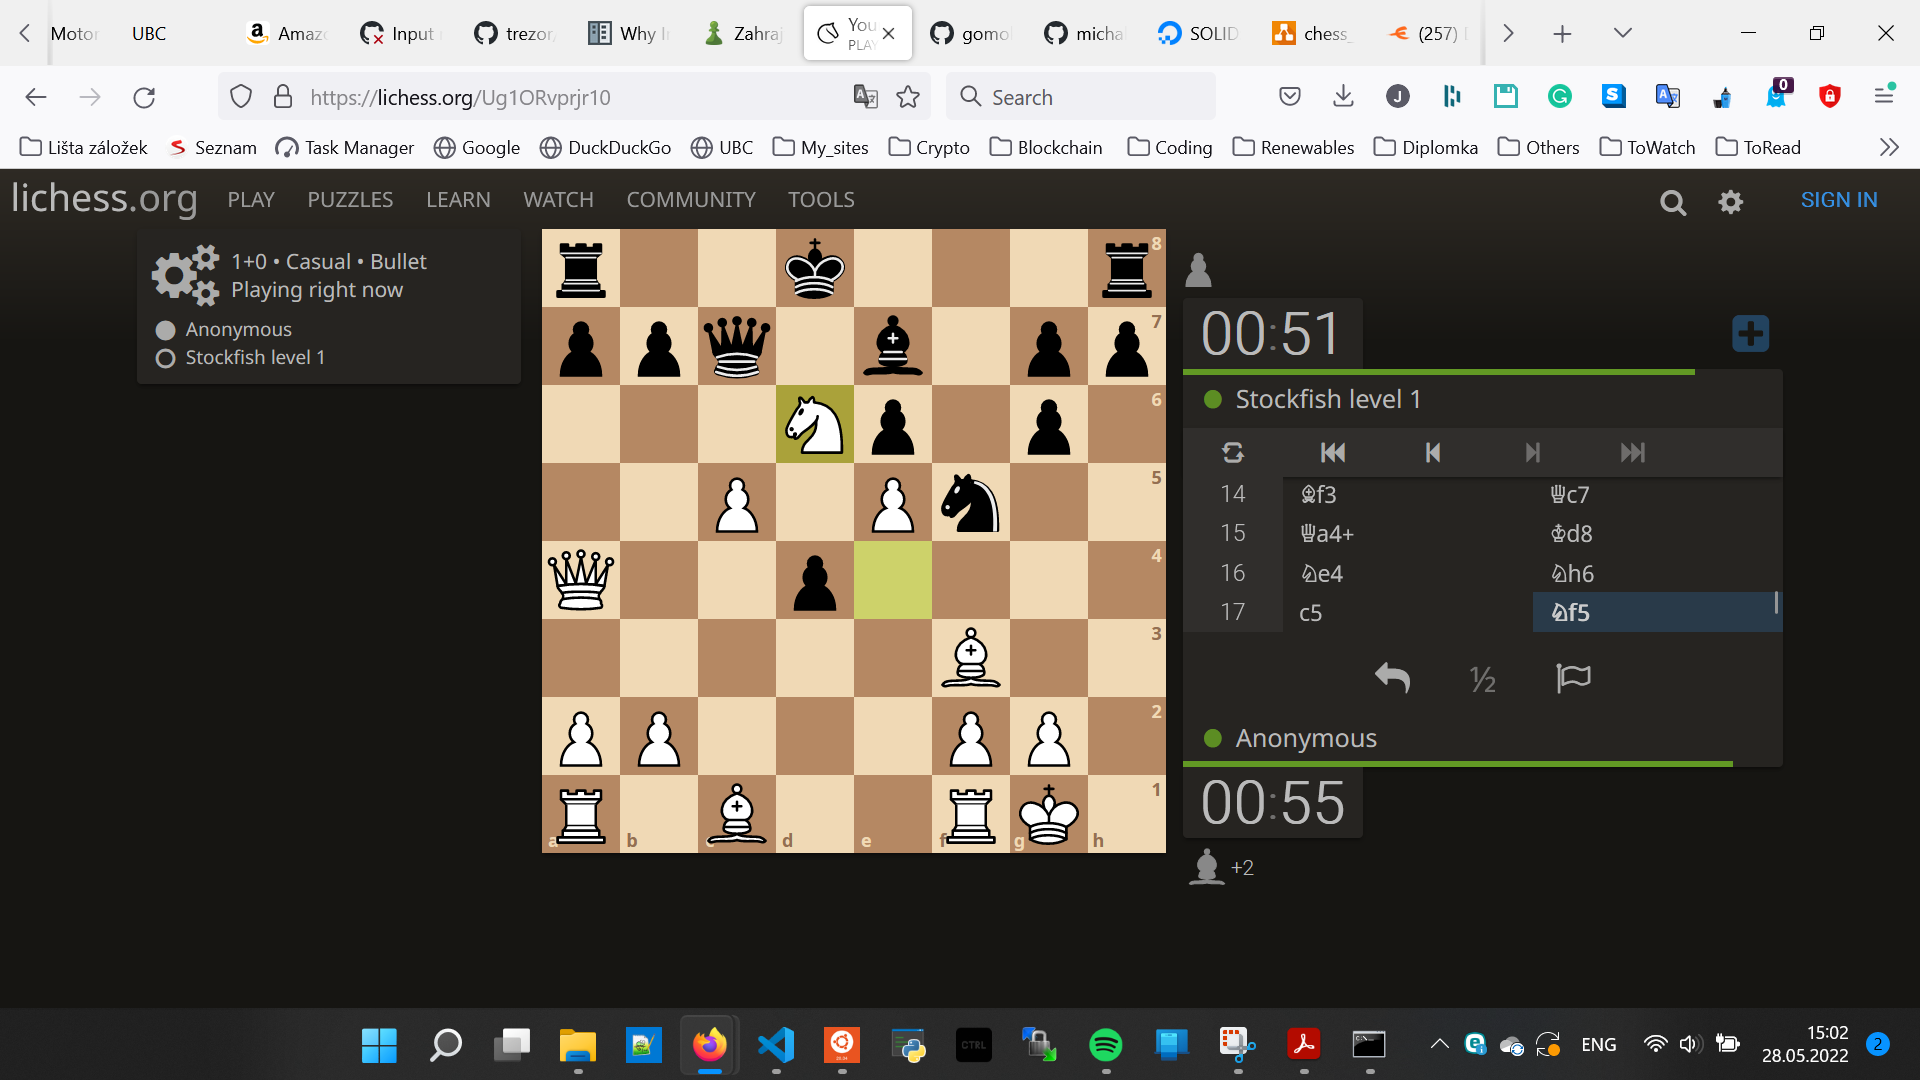 Motor UBC Amaz Input trezor Why I Zahraj You gomo micha SOLID chess_ (257)
PLAY
https://lichess.org/Ug1ORvprjr10 Search 0
Lišta záložek Seznam Task Manager Google DuckDuckGo UBC My_sites Crypto Blockchain Coding Renewables Diplomka Others ToWatch ToRead
lichess.org PLAY PUZZLES LEARN WATCH COMMUNITY TOOLS SIGN IN
1+0 • Casual • Bullet
Playing right now
Anonymous
Stockfish level 1
8
7
6
5
4
3
2
1
a b c d e f g h
00:51
Stockfish level 1
14 ♗f3 ♕c7
15 ♕a4+ ♔d8
16 ♘e4 ♘h6
17 c5 ♘f5
½
Anonymous
00:55
+2
CTRL
ENG
15:02
28.05.2022
2